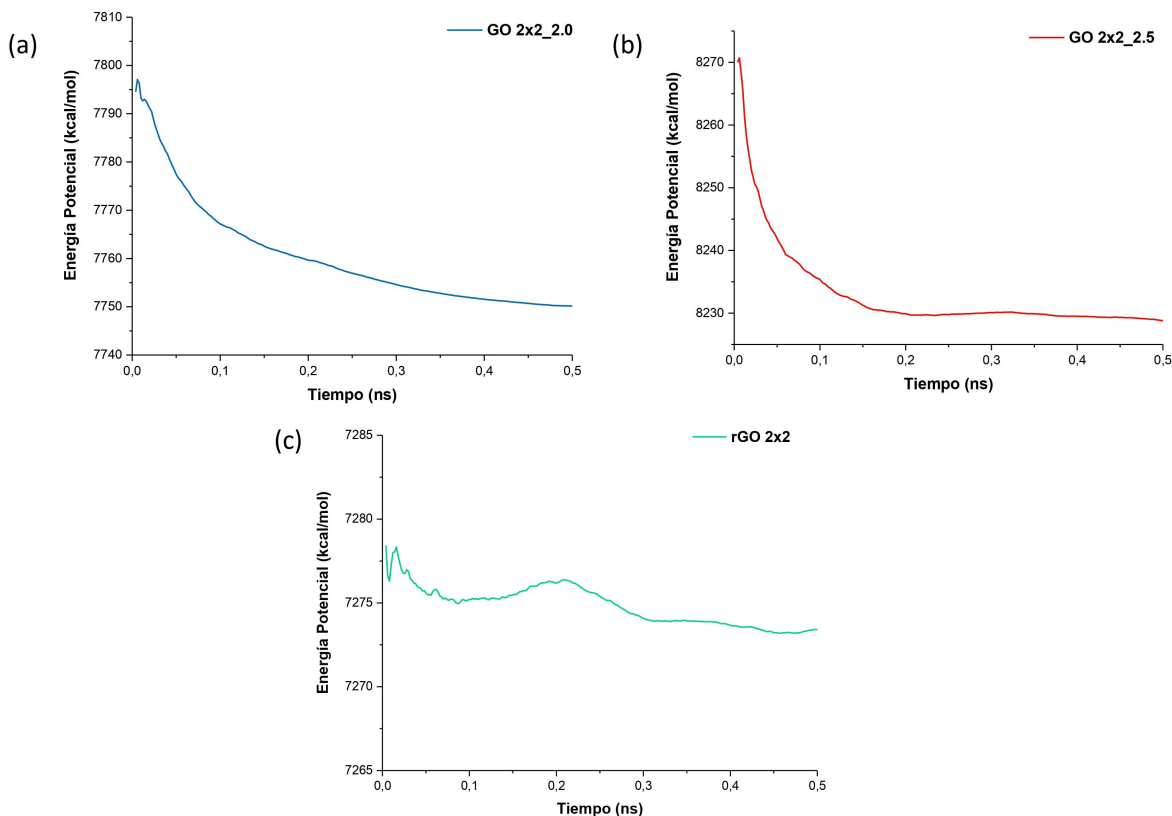 (a)
GO 2x2_2.0
Energía Potencial (kcal/mol)
7810
7800
7790
7780
7770
7760
7750
7740
0,0 0,1 0,2 0,3 0,4 0,5
Tiempo (ns)
(b)
GO 2x2_2.5
Energía Potencial (kcal/mol)
8270
8260
8250
8240
8230
0,0 0,1 0,2 0,3 0,4 0,5
Tiempo (ns)
(c)
rGO 2x2
Energía Potencial (kcal/mol)
7285
7280
7275
7270
7265
0,0 0,1 0,2 0,3 0,4 0,5
Tiempo (ns)